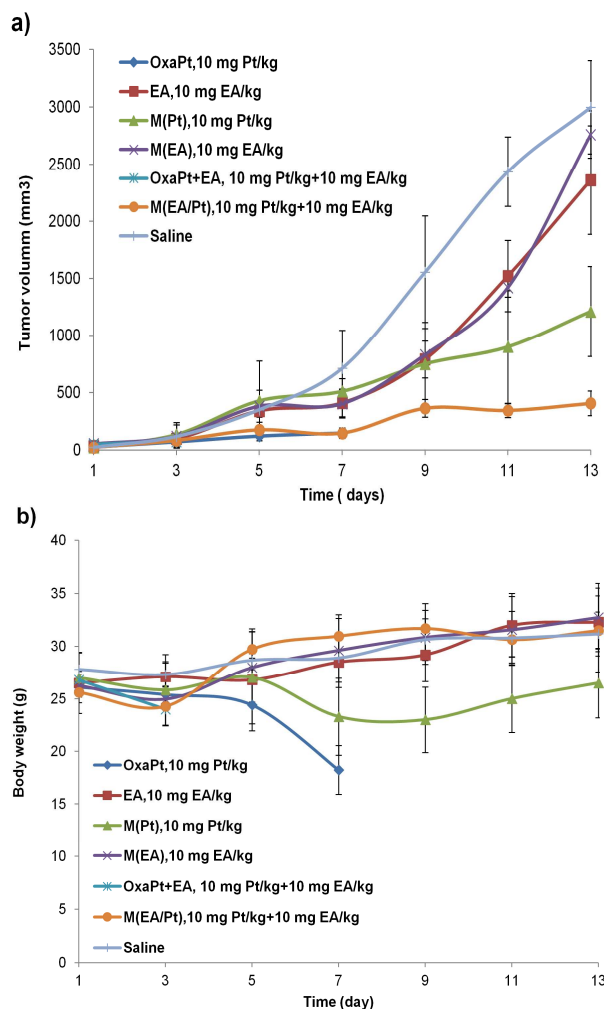 a)
3500
3000
2500
2000
1500
1000
500
0
Tumor volumm (mm3)
OxaPt,10 mg Pt/kg
EA,10 mg EA/kg
M(Pt),10 mg Pt/kg
M(EA),10 mg EA/kg
OxaPt+EA, 10 mg Pt/kg+10 mg EA/kg
M(EA/Pt),10 mg Pt/kg+10 mg EA/kg
Saline
1 3 5 7 9 11 13
Time ( days)
b)
40
35
30
25
20
15
10
5
0
Body weight (g)
OxaPt,10 mg Pt/kg
EA,10 mg EA/kg
M(Pt),10 mg Pt/kg
M(EA),10 mg EA/kg
OxaPt+EA, 10 mg Pt/kg+10 mg EA/kg
M(EA/Pt),10 mg Pt/kg+10 mg EA/kg
Saline
1 3 5 7 9 11 13
Time (day)